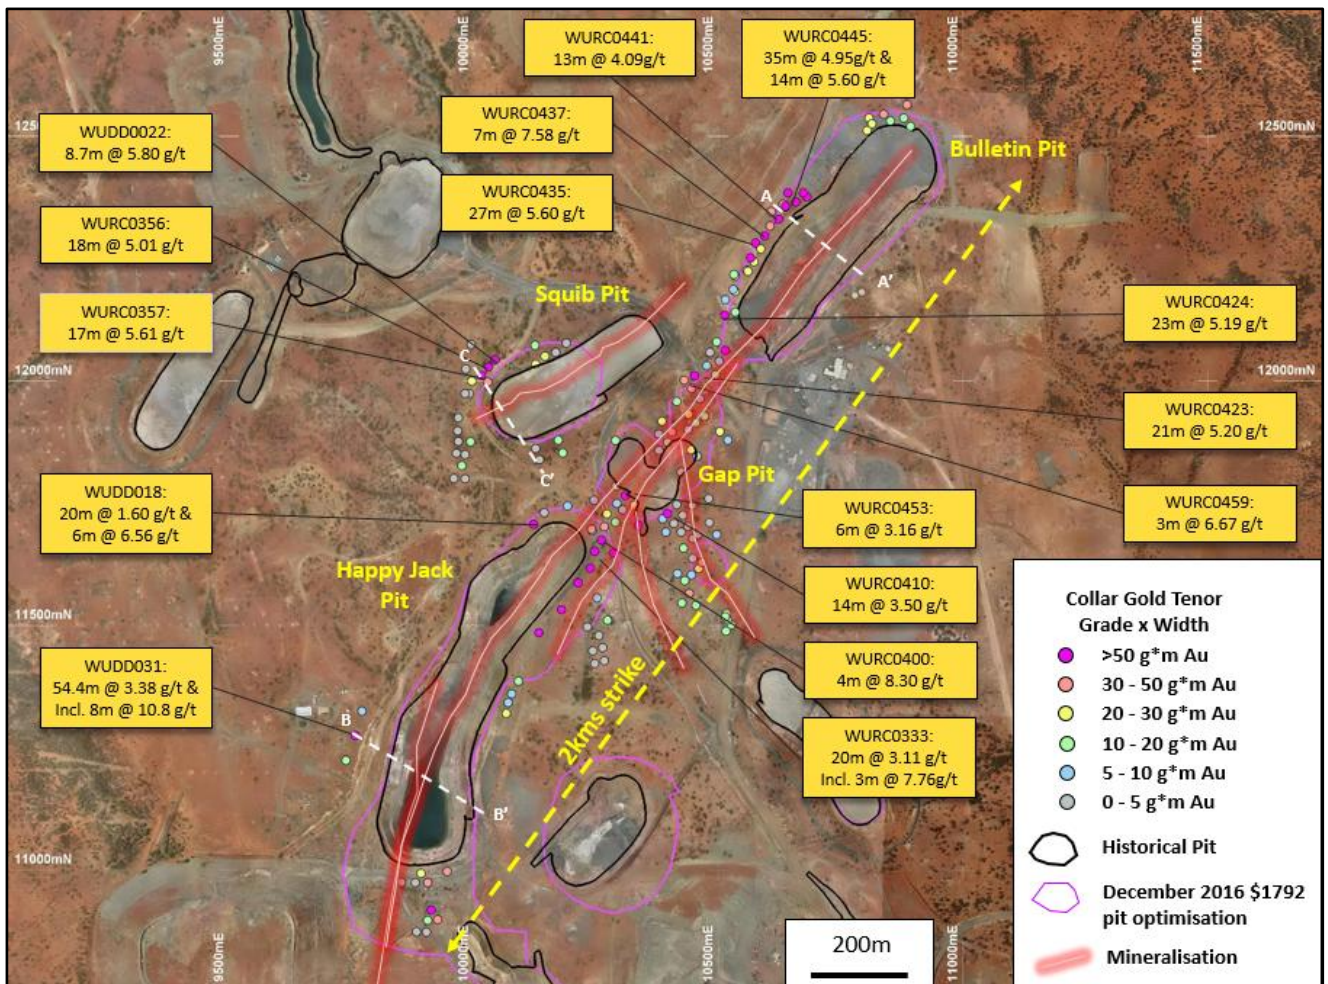 9500mE
10000mE
10500mE
11000mE
11500mE
WURC0441:
13m @ 4.09g/t
WURC0445:
35m @ 4.95g/t &
14m @ 5.60 g/t
WUDD0022:
8.7m @ 5.80 g/t
WURC0437:
7m @ 7.58 g/t
12500mN
Bulletin Pit
WURC0435:
27m @ 5.60 g/t
A
WURC0356:
18m @ 5.01 g/t
A'
Squib Pit
WURC0357:
17m @ 5.61 g/t
WURC0424:
23m @ 5.19 g/t
C
12000mN
12000mN
WURC0423:
21m @ 5.20 g/t
C'
Gap Pit
WUDD018:
20m @ 1.60 g/t &
6m @ 6.56 g/t
WURC0453:
6m @ 3.16 g/t
WURC0459:
3m @ 6.67 g/t
Happy Jack
Pit
WURC0410:
14m @ 3.50 g/t
11500mN
WURC0400:
4m @ 8.30 g/t
WUDD031:
54.4m @ 3.38 g/t &
Incl. 8m @ 10.8 g/t
B
2kms strike
WURC0333:
20m @ 3.11 g/t
Incl. 3m @ 7.76g/t
B'
11000mN
9500mE
10000mE
10500mE
11000mE
200m
Collar Gold Tenor
Grade x Width
>50 g*m Au
30 - 50 g*m Au
20 - 30 g*m Au
10 - 20 g*m Au
5 - 10 g*m Au
0 - 5 g*m Au
Historical Pit
December 2016 $1792
pit optimisation
Mineralisation